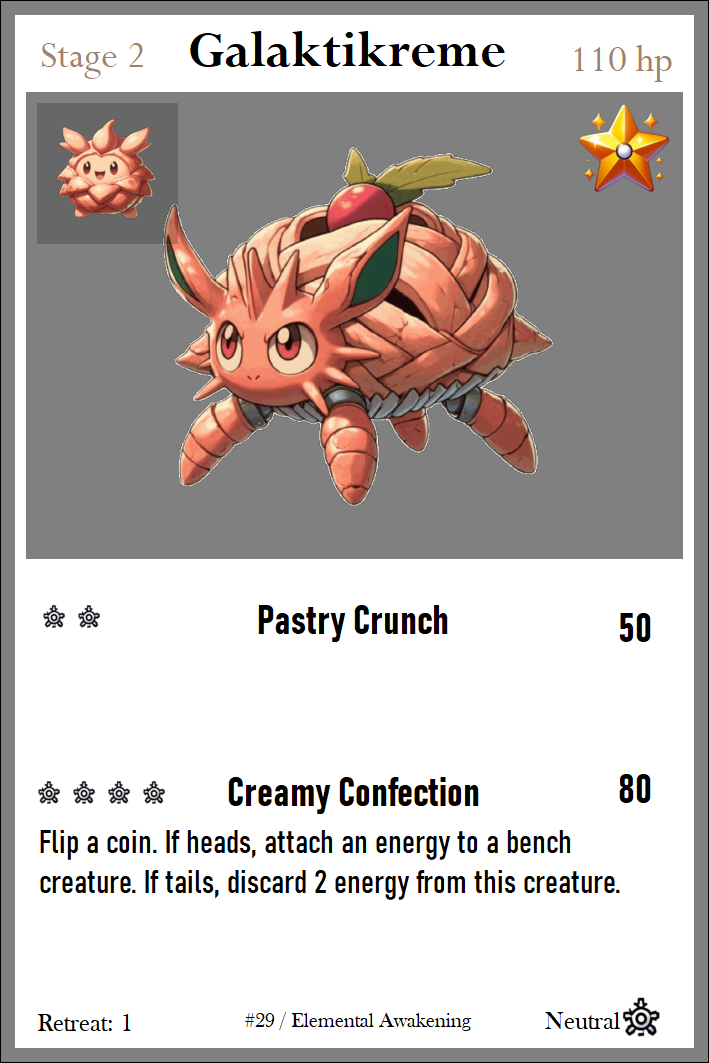 Stage 2
Galaktikreme
110 hp
Pastry Crunch
50
Creamy Confection
80
Flip a coin. If heads, attach an energy to a bench
creature. If tails, discard 2 energy from this creature.
Retreat: 1
#29 / Elemental Awakening
Neutral